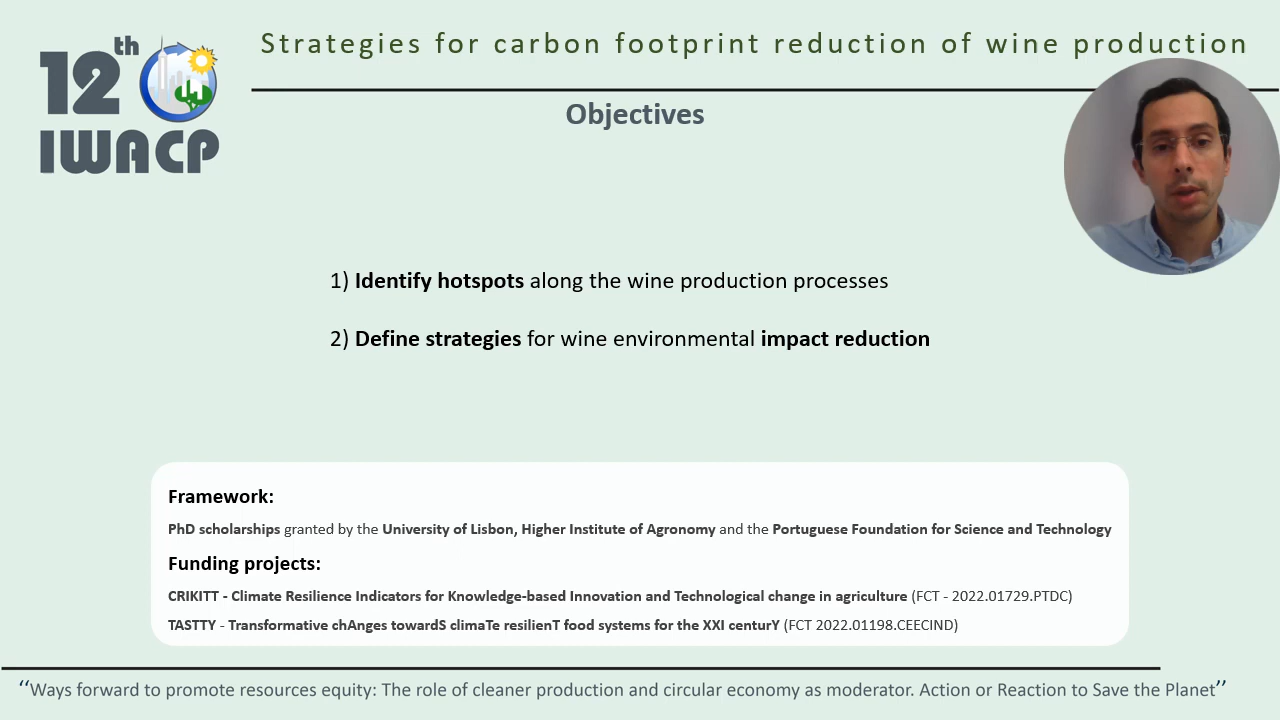 12th
IWACP
Strategies for carbon footprint reduction of wine production
Objectives
1) Identify hotspots along the wine production processes
2) Define strategies for wine environmental impact reduction
Framework:
PhD scholarships granted by the University of Lisbon, Higher Institute of Agronomy and the Portuguese Foundation for Science and Technology
Funding projects:
CRIKITT - Climate Resilience Indicators for Knowledge-based Innovation and Technological change in agriculture (FCT - 2022.01729.PTDC)
TASTTY - Transformative chAnges towardS climaTe resilienT food systems for the XXI centurY (FCT 2022.01198.CEECIND)
“Ways forward to promote resources equity: The role of cleaner production and circular economy as moderator. Action or Reaction to Save the Planet”